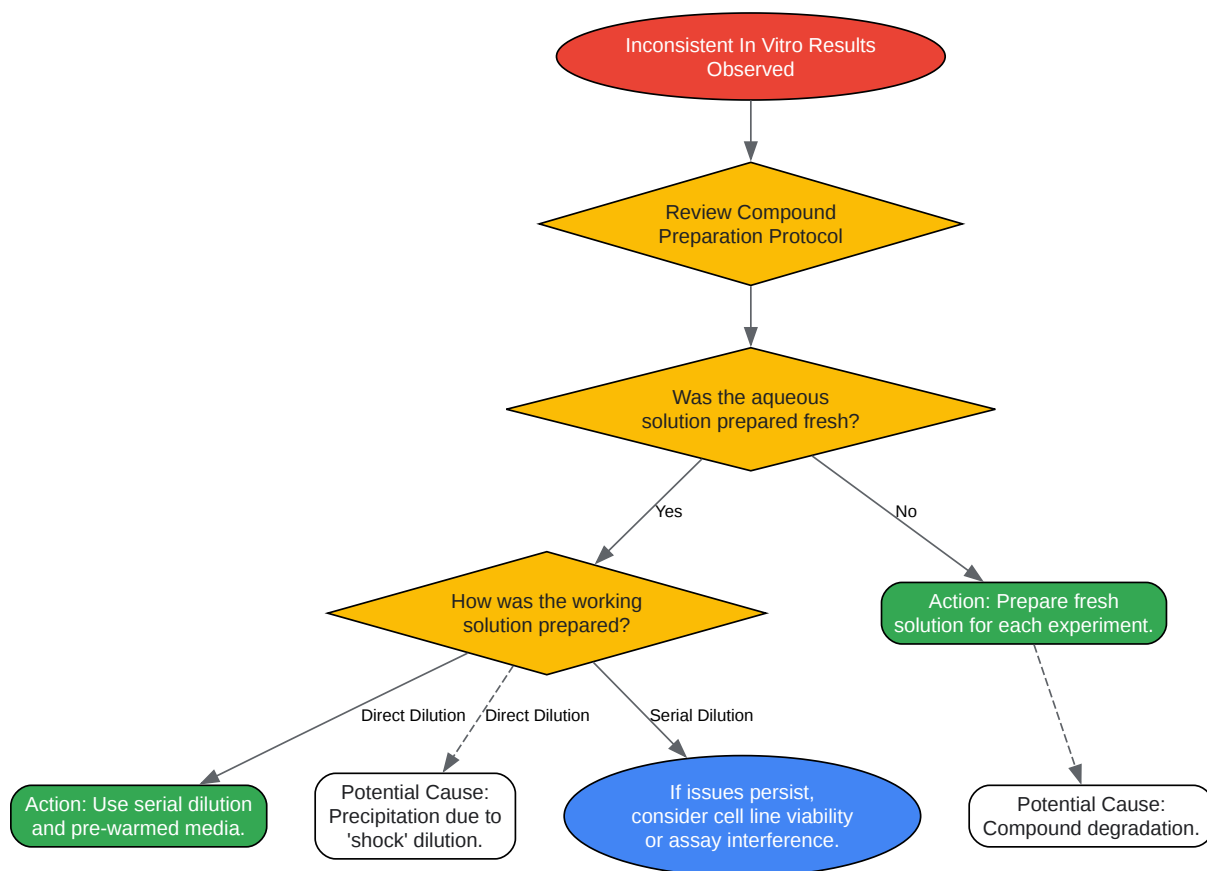 Inconsistent In Vitro Results
Observed
Review Compound
Preparation Protocol
Was the aqueous
solution prepared fresh?
Yes
No
How was the working
solution prepared?
Action: Prepare fresh
solution for each experiment.
Direct Dilution
Direct Dilution
Serial Dilution
Action: Use serial dilution
and pre-warmed media.
Potential Cause:
Precipitation due to
'shock' dilution.
If issues persist,
consider cell line viability
or assay interference.
Potential Cause:
Compound degradation.